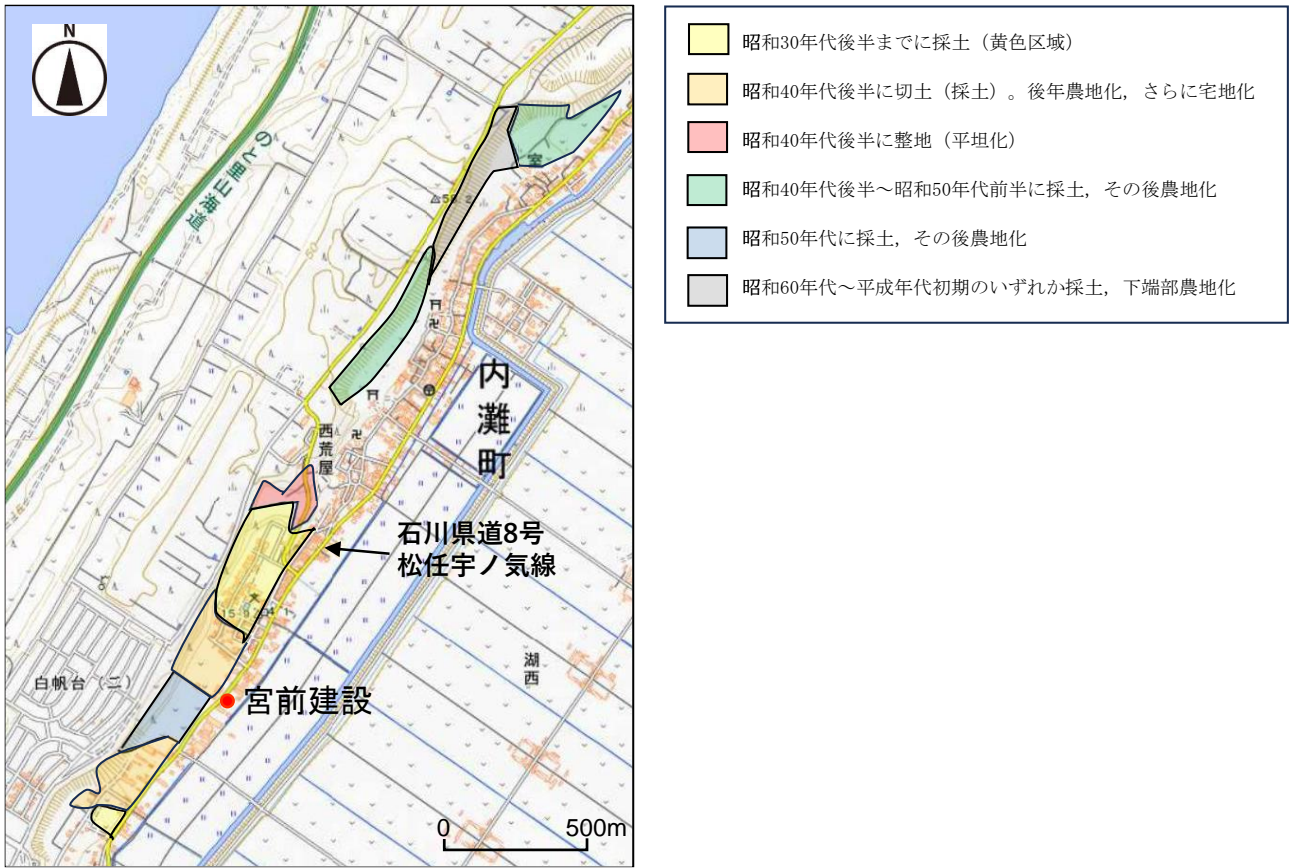 N
のと里山海道
室
58.2
西荒屋
内灘町
石川県道8号
松任宇ノ気線
湖西
白帆台（二）
宮前建設
0 500m
昭和30年代後半までに採土（黄色区域）
昭和40年代後半に切土（採土）。後年農地化，さらに宅地化
昭和40年代後半に整地（平坦化）
昭和40年代後半～昭和50年代前半に採土，その後農地化
昭和50年代に採土，その後農地化
昭和60年代～平成年代初期のいずれか採土，下端部農地化